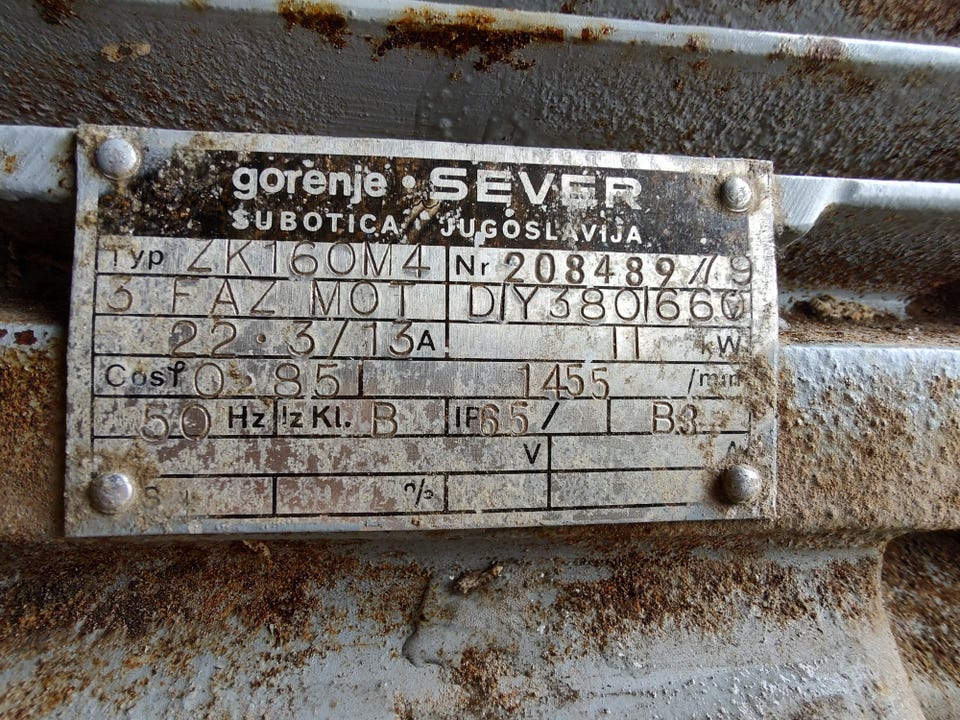 gorenje · SEVER
SUBOTICA JUGOSLAVIJA
Typ ZK160M4 Nr 208489/79
3 FAZ MOT D/Y380/660 V
22·3/13 A 11 kW
Cosφ 0·85 1455 /min
50 Hz Iz Kl. B IP65/ B3
V A
%